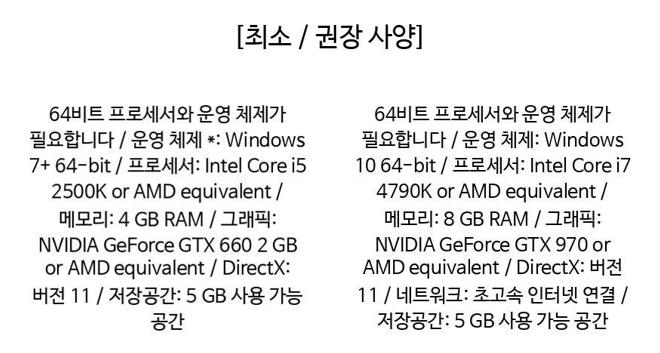 [최소 / 권장 사양]
64비트 프로세서와 운영 체제가
필요합니다 / 운영 체제 *: Windows
7+ 64-bit / 프로세서: Intel Core i5
2500K or AMD equivalent /
메모리: 4 GB RAM / 그래픽:
NVIDIA GeForce GTX 660 2 GB
or AMD equivalent / DirectX:
버전 11 / 저장공간: 5 GB 사용 가능
공간
64비트 프로세서와 운영 체제가
필요합니다 / 운영 체제: Windows
10 64-bit / 프로세서: Intel Core i7
4790K or AMD equivalent /
메모리: 8 GB RAM / 그래픽:
NVIDIA GeForce GTX 970 or
AMD equivalent / DirectX: 버전
11 / 네트워크: 초고속 인터넷 연결 /
저장공간: 5 GB 사용 가능 공간